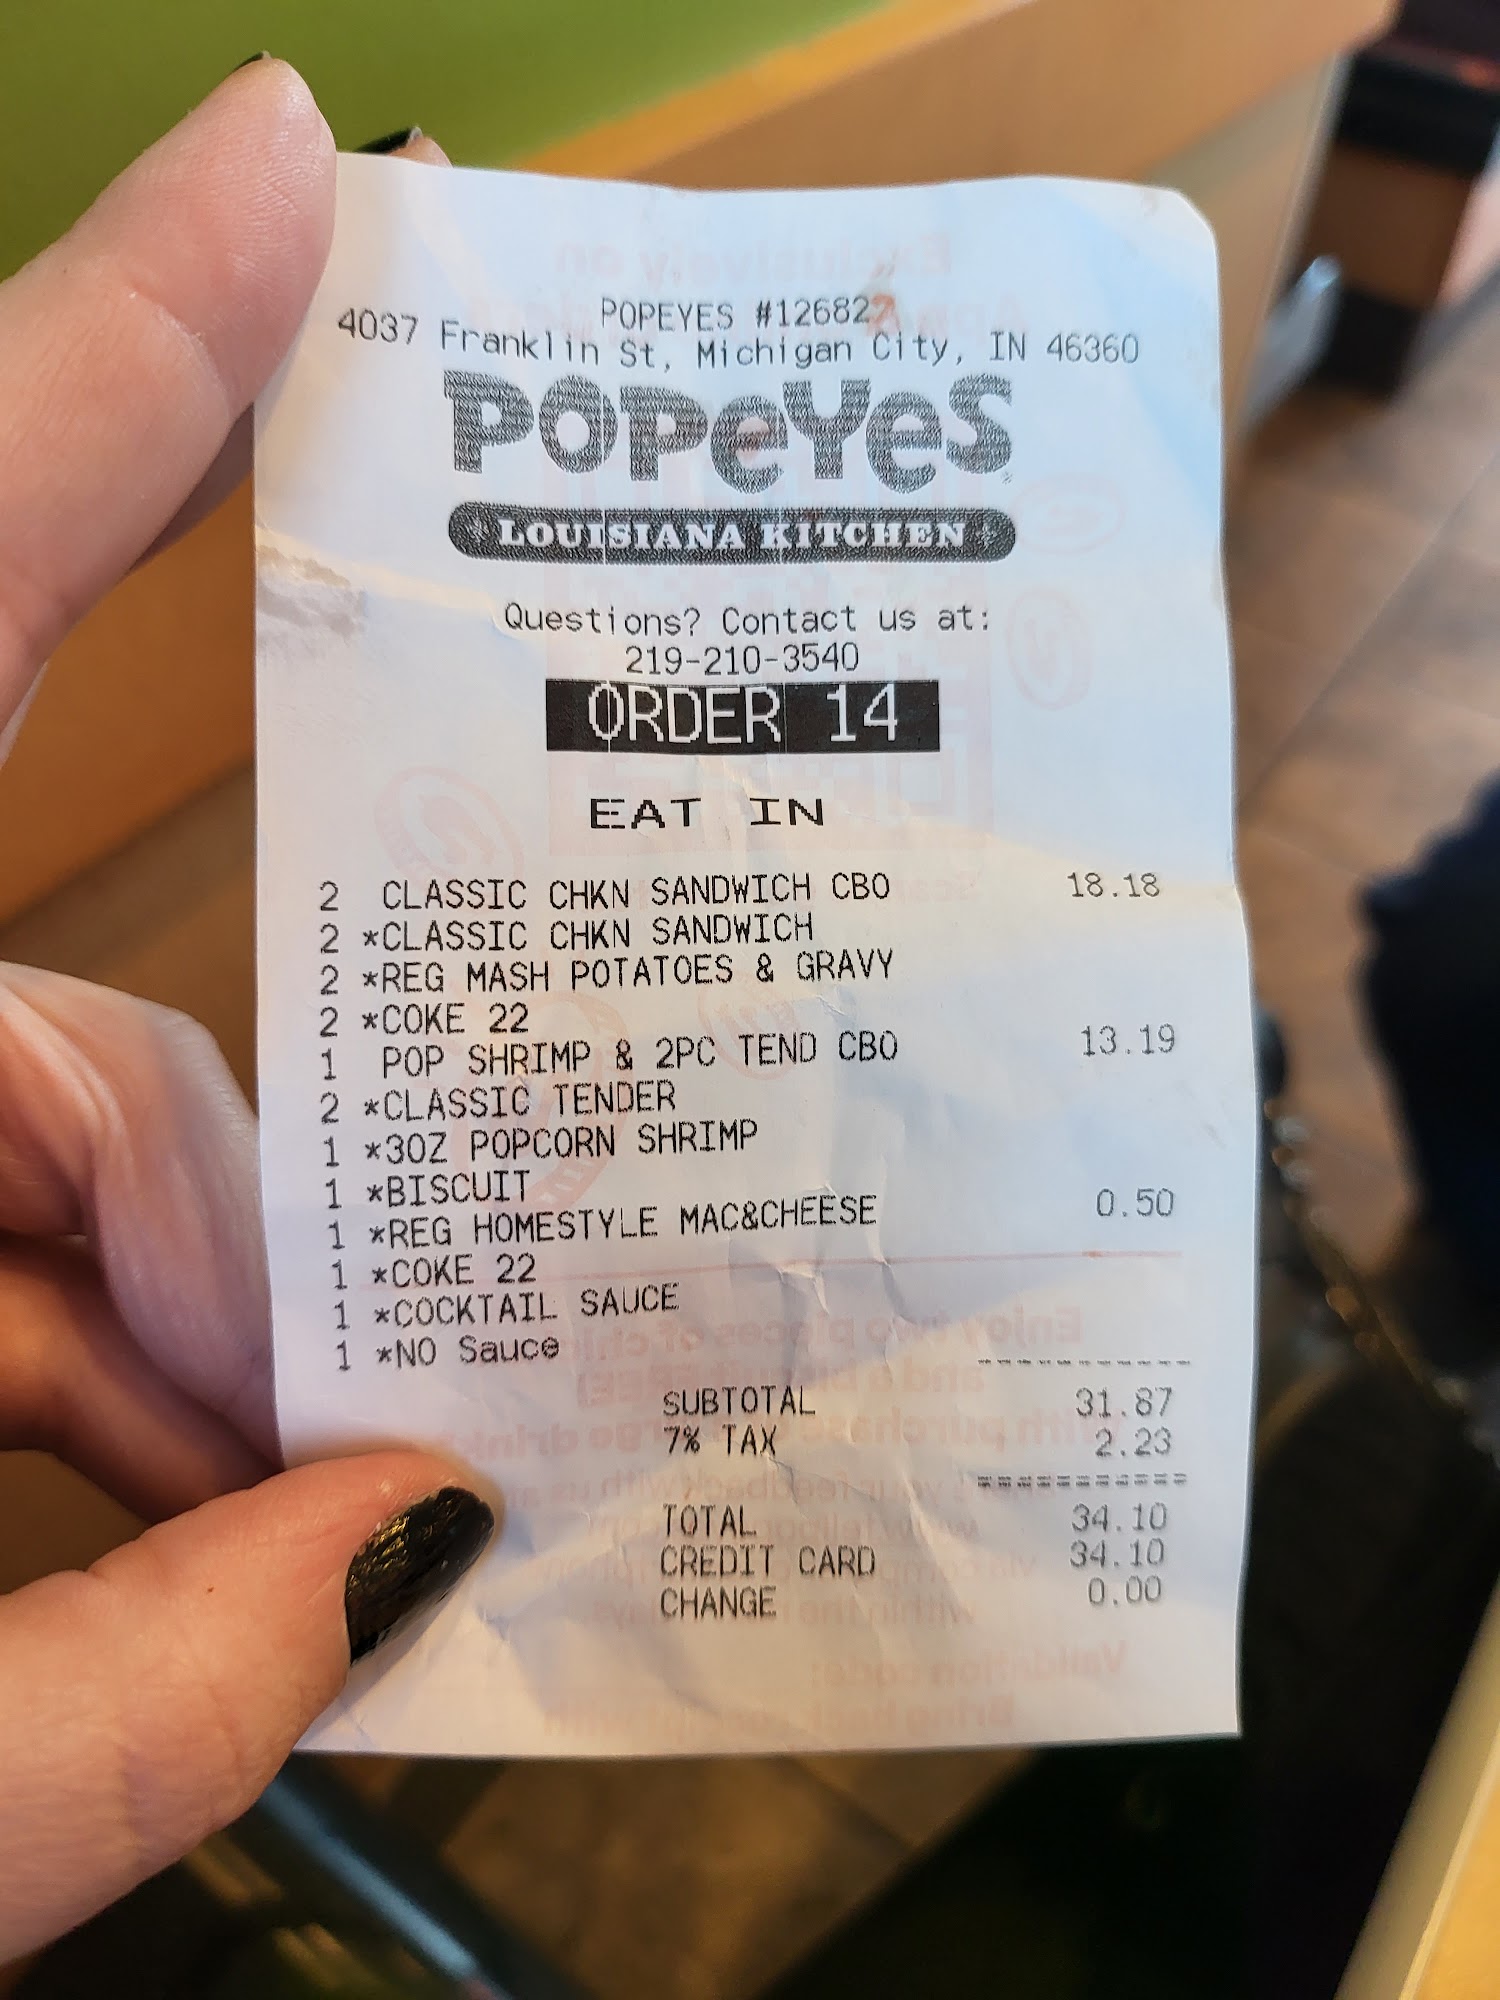 POPEYES #12682
4037 Franklin St, Michigan City, IN 46360
POPEYES
LOUISIANA KITCHEN
Questions? Contact us at:
219-210-3540
ORDER 14
EAT IN
2 CLASSIC CHKN SANDWICH CBO 18.18
2 *CLASSIC CHKN SANDWICH
2 *REG MASH POTATOES & GRAVY
2 *COKE 22
1 POP SHRIMP & 2PC TEND CBO 13.19
2 *CLASSIC TENDER
1 *3OZ POPCORN SHRIMP
1 *BISCUIT
1 *REG HOMESTYLE MAC&CHEESE 0.50
1 *COKE 22
1 *COCKTAIL SAUCE
1 *NO Sauce
SUBTOTAL 31.87
7% TAX 2.23
TOTAL 34.10
CREDIT CARD 34.10
CHANGE 0.00